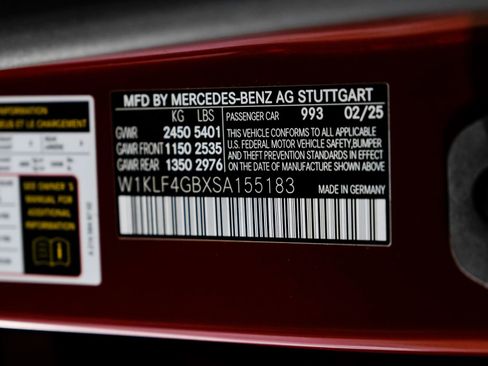 MFD BY MERCEDES-BENZ AG STUTTGART
KG LBS
GVWR 2450 5401
GAWR FRONT 1150 2535
GAWR REAR 1350 2976
PASSENGER CAR 993 02/25
THIS VEHICLE CONFORMS TO ALL APPLICABLE
U.S. FEDERAL MOTOR VEHICLE SAFETY, BUMPER
AND THEFT PREVENTION STANDARDS IN EFFECT
ON THE DATE OF MANUFACTURE SHOWN ABOVE.
W1KLF4GBXSA155183
MADE IN GERMANY
INFORMATION
ET LE CHARGEMENT
SEE OWNER'S
MANUAL FOR
ADDITIONAL
INFORMATION